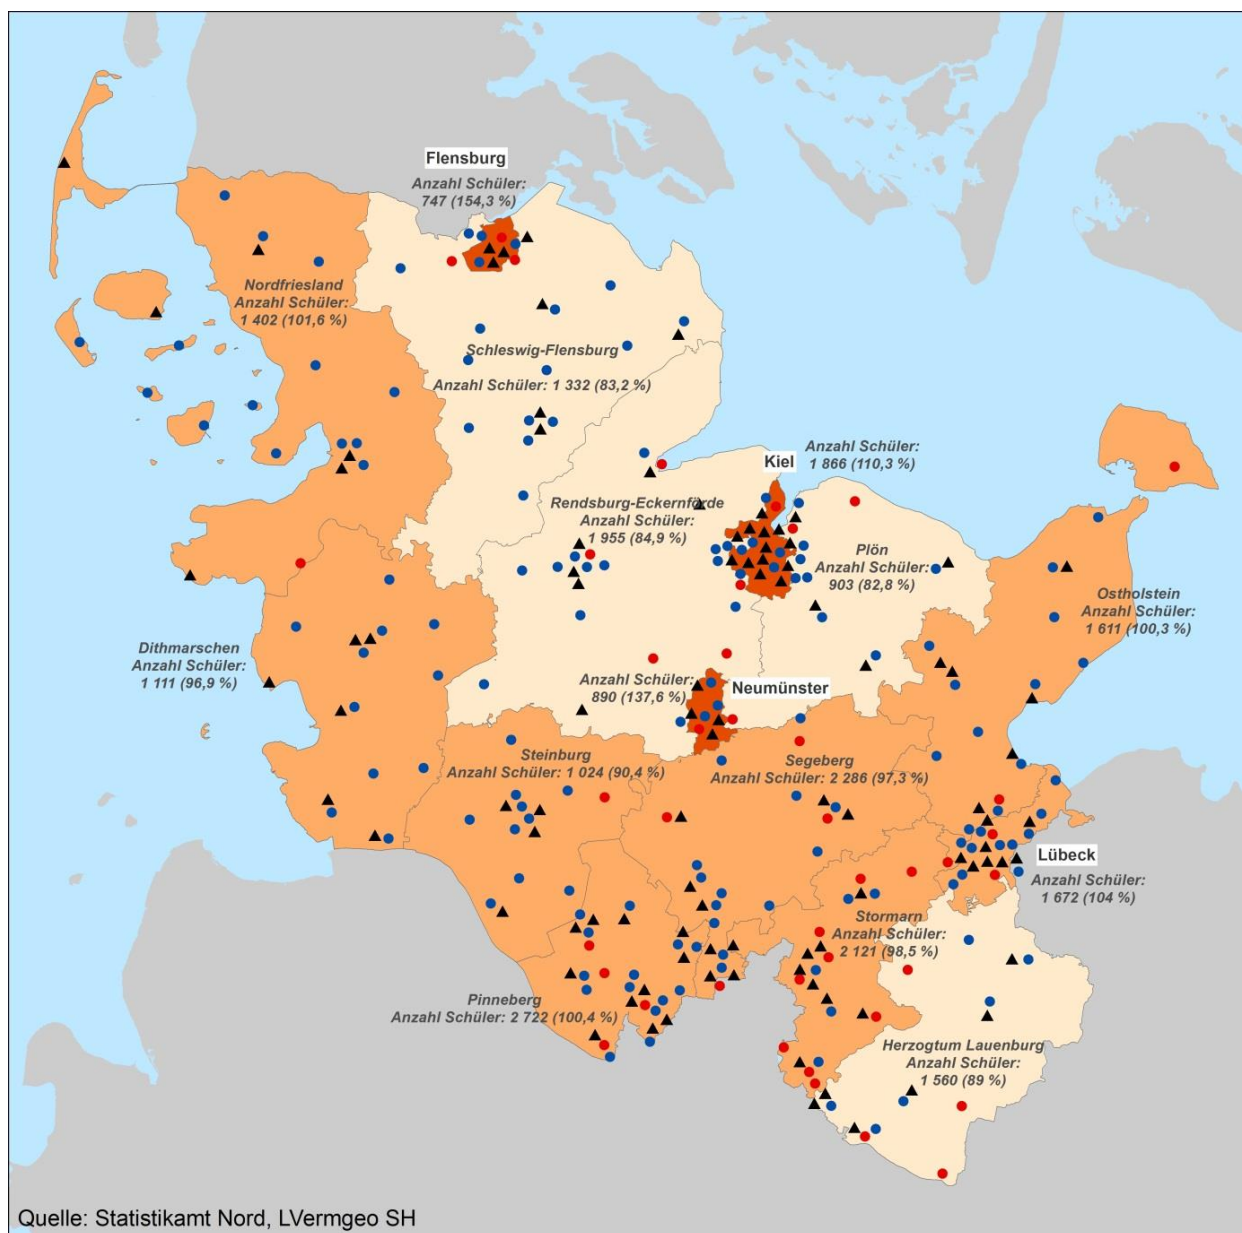 Flensburg
Anzahl Schüler:
747 (154,3 %)
Nordfriesland
Anzahl Schüler:
1 402 (101,6 %)
Schleswig-Flensburg
Anzahl Schüler: 1 332 (83,2 %)
Anzahl Schüler:
1 866 (110,3 %)
Kiel
Rendsburg-Eckernförde
Anzahl Schüler:
1 955 (84,9 %)
Plön
Anzahl Schüler:
903 (82,8 %)
Ostholstein
Anzahl Schüler:
1 611 (100,3 %)
Dithmarschen
Anzahl Schüler:
1 111 (96,9 %)
Anzahl Schüler:
890 (137,6 %)
Neumünster
Steinburg
Anzahl Schüler: 1 024 (90,4 %)
Segeberg
Anzahl Schüler: 2 286 (97,3 %)
Lübeck
Anzahl Schüler:
1 672 (104 %)
Stormarn
Anzahl Schüler:
2 121 (98,5 %)
Pinneberg
Anzahl Schüler: 2 722 (100,4 %)
Herzogtum Lauenburg
Anzahl Schüler:
1 560 (89 %)
Quelle: Statistikamt Nord, LVermgeo SH